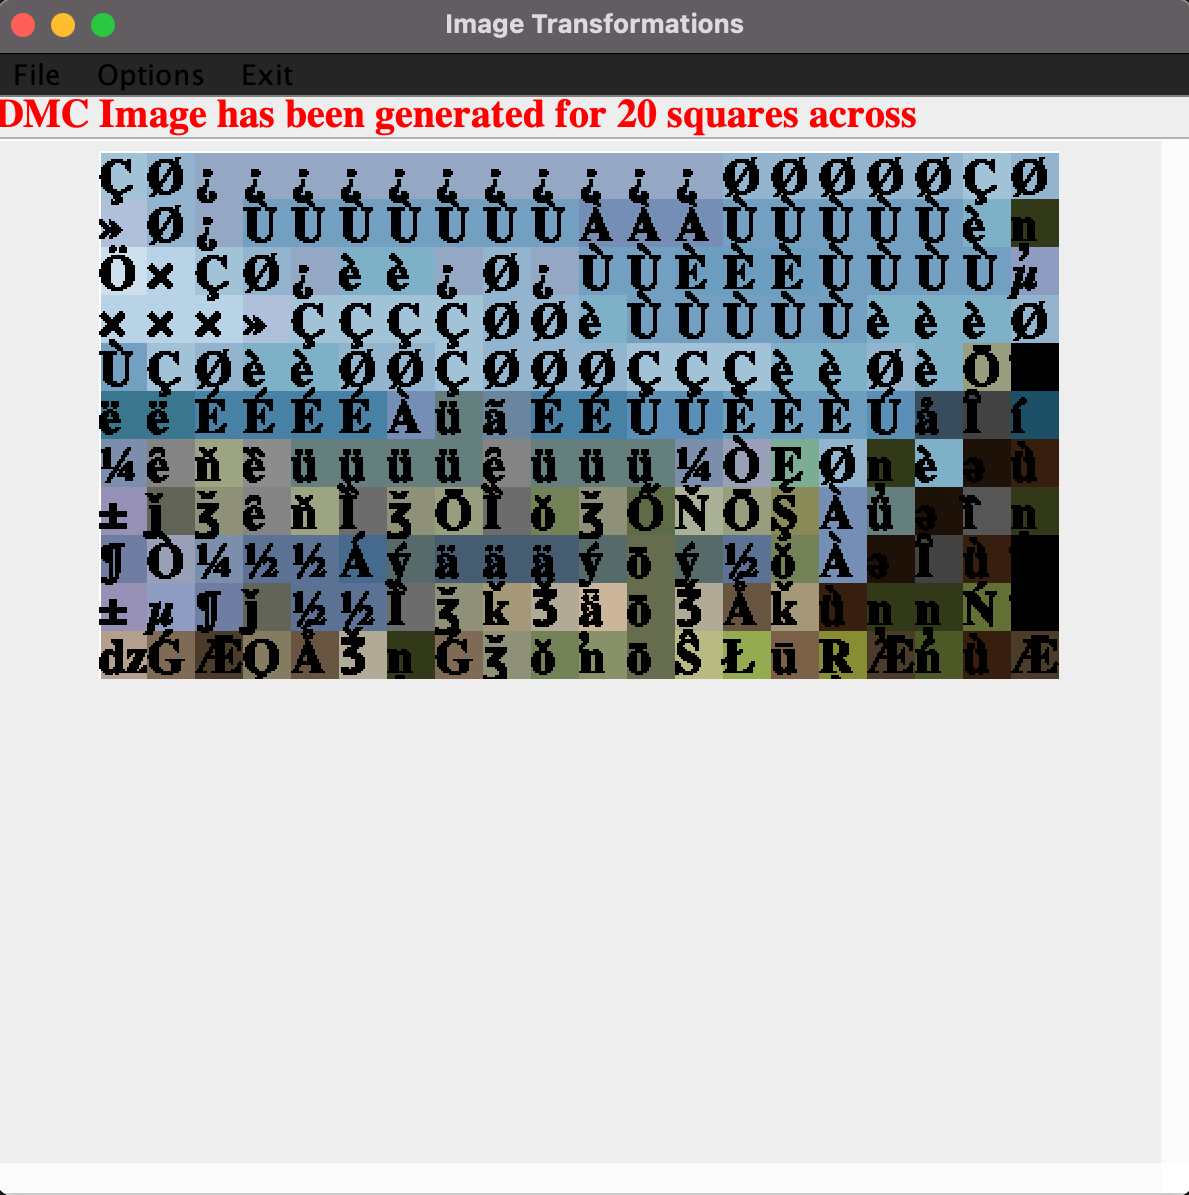 Image Transformations
File Options Exit
DMC Image has been generated for 20 squares across
Ç Ø ¿ ¿ ¿ ¿ ¿ ¿ ¿ ¿ ¿ ¿ ¿ Ø Ø Ø Ø Ø Ç Ø
» Ø ¿ Ù Ù Ù Ù Ù Ù Ù À À À Ù Ù Ù Ù Ù è ņ
Ö × Ç Ø ¿ è è ¿ Ø ¿ Ù Ù È È È Ù Ù Ù Ù µ
× × × » Ç Ç Ç Ç Ø Ø è Ù Ù Ù Ù Ù è è è Ø
Ù Ç Ø è è Ø Ø Ç Ø Ø Ø Ç Ç Ç è è Ø è Ō
ë ë É É É É À ü ã É É Ú Ú È È È Ú å Î í
¼ ê ň ȅ ü ü ü ü ê ü ü ü ¼ Ò Ȩ Ø ņ è ə ù
± ǰ ǯ ê ň Ì ǯ Ō Ì ǒ ǯ Ő Ñ Ō Ş À ü ə ņ
¶ Ò ¼ ½ ½ Á ý ä ä ä ý ō ý ½ ǒ À ə Î ù
± µ ¶ ǰ ½ ½ Ì ǯ ǩ Ǯ ō Ǯ Å ǩ ù ņ ņ Ń
ǳ Ǵ Æ Q Å Ǯ ņ Ǵ ǯ ǒ ō Ŝ Ł ū Ŗ Æ ù Æ